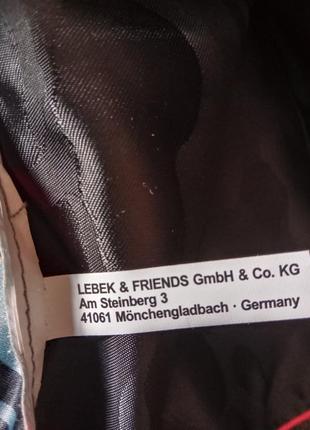 LEBEK & FRIENDS GmbH & Co. KG
Am Steinberg 3
41061 Mönchengladbach · Germany